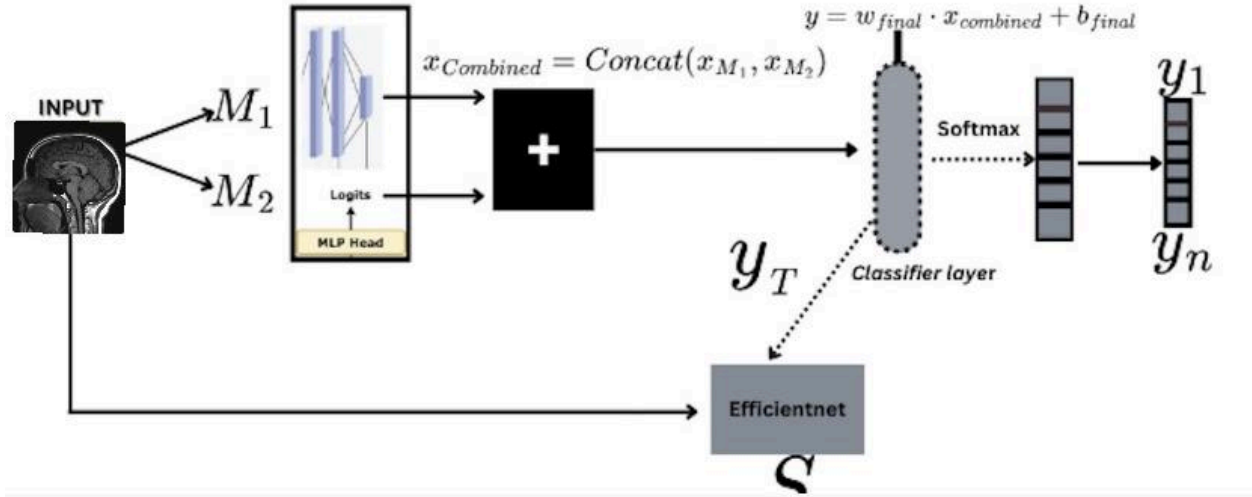 y = w_final · x_combined + b_final
x_Combined = Concat(x_M₁, x_M₂)
INPUT
M₁
M₂
Logits
MLP Head
+
Softmax
y1
yn
y_T
Classifier layer
Efficientnet
S